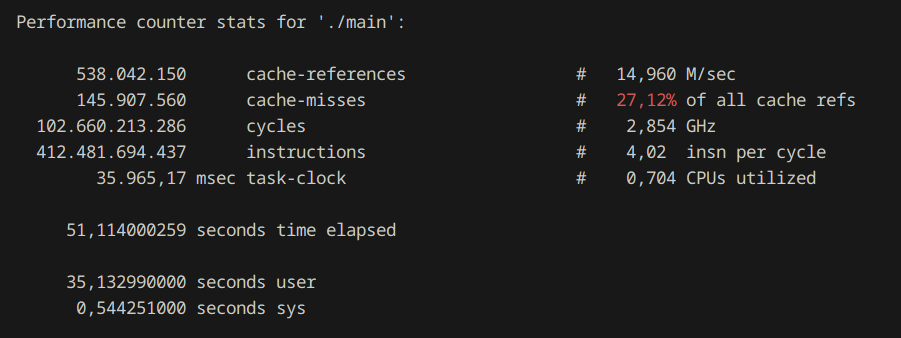 Performance counter stats for './main':
538.042.150 cache-references # 14,960 M/sec
145.907.560 cache-misses # 27,12% of all cache refs
102.660.213.286 cycles # 2,854 GHz
412.481.694.437 instructions # 4,02 insn per cycle
35.965,17 msec task-clock # 0,704 CPUs utilized
51,114000259 seconds time elapsed
35,132990000 seconds user
0,544251000 seconds sys